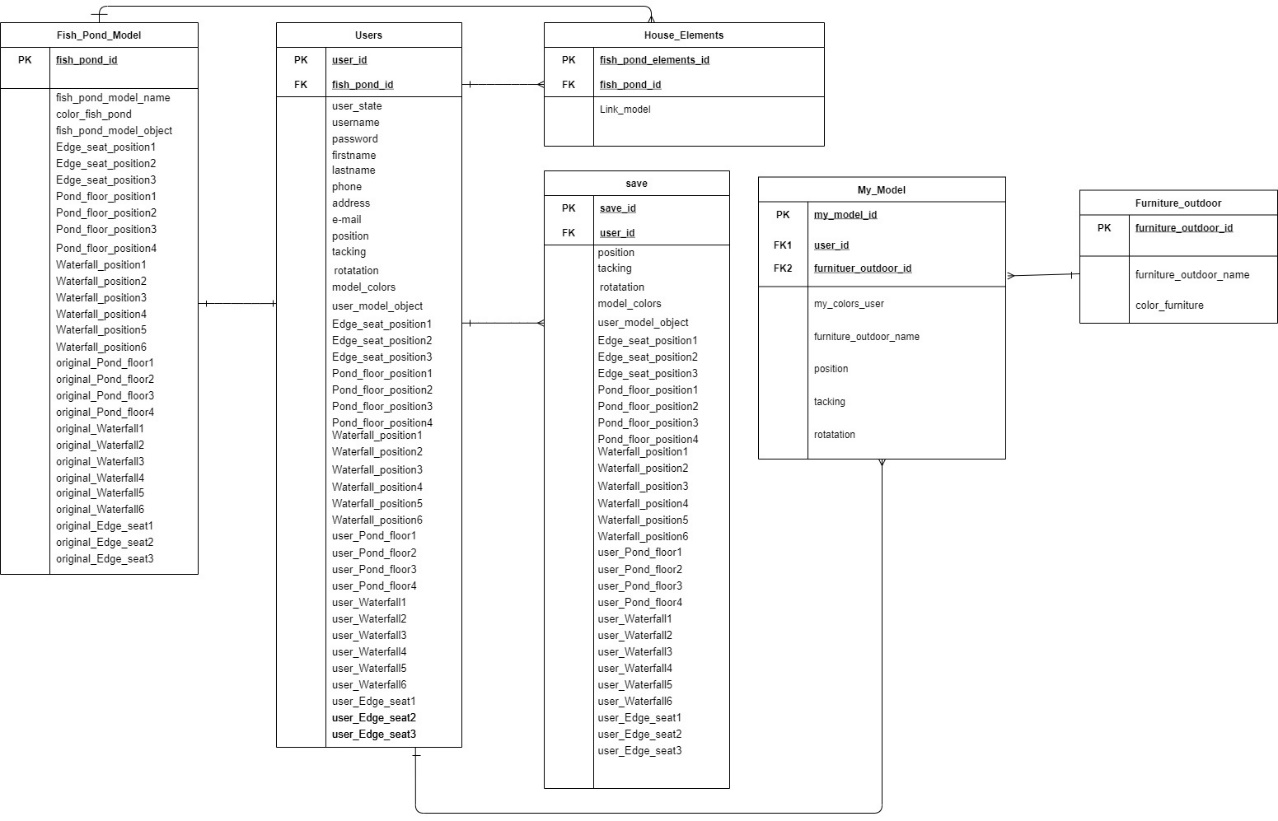 Fish_Pond_Model
PK fish_pond_id
fish_pond_model_name
color_fish_pond
fish_pond_model_object
Edge_seat_position1
Edge_seat_position2
Edge_seat_position3
Pond_floor_position1
Pond_floor_position2
Pond_floor_position3
Pond_floor_position4
Waterfall_position1
Waterfall_position2
Waterfall_position3
Waterfall_position4
Waterfall_position5
Waterfall_position6
original_Pond_floor1
original_Pond_floor2
original_Pond_floor3
original_Pond_floor4
original_Waterfall1
original_Waterfall2
original_Waterfall3
original_Waterfall4
original_Waterfall5
original_Waterfall6
original_Edge_seat1
original_Edge_seat2
original_Edge_seat3
Users
PK user_id
FK fish_pond_id
user_state
username
password
firstname
lastname
phone
address
e-mail
position
tacking
rotatation
model_colors
user_model_object
Edge_seat_position1
Edge_seat_position2
Edge_seat_position3
Pond_floor_position1
Pond_floor_position2
Pond_floor_position3
Pond_floor_position4
Waterfall_position1
Waterfall_position2
Waterfall_position3
Waterfall_position4
Waterfall_position5
Waterfall_position6
user_Pond_floor1
user_Pond_floor2
user_Pond_floor3
user_Pond_floor4
user_Waterfall1
user_Waterfall2
user_Waterfall3
user_Waterfall4
user_Waterfall5
user_Waterfall6
user_Edge_seat1
user_Edge_seat2
user_Edge_seat3
House_Elements
PK fish_pond_elements_id
FK fish_pond_id
Link_model
save
PK save_id
FK user_id
position
tacking
rotatation
model_colors
user_model_object
Edge_seat_position1
Edge_seat_position2
Edge_seat_position3
Pond_floor_position1
Pond_floor_position2
Pond_floor_position3
Pond_floor_position4
Waterfall_position1
Waterfall_position2
Waterfall_position3
Waterfall_position4
Waterfall_position5
Waterfall_position6
user_Pond_floor1
user_Pond_floor2
user_Pond_floor3
user_Pond_floor4
user_Waterfall1
user_Waterfall2
user_Waterfall3
user_Waterfall4
user_Waterfall5
user_Waterfall6
user_Edge_seat1
user_Edge_seat2
user_Edge_seat3
My_Model
PK my_model_id
FK1 user_id
FK2 furnituer_outdoor_id
my_colors_user
furniture_outdoor_name
position
tacking
rotatation
Furniture_outdoor
PK furniture_outdoor_id
furniture_outdoor_name
color_furniture